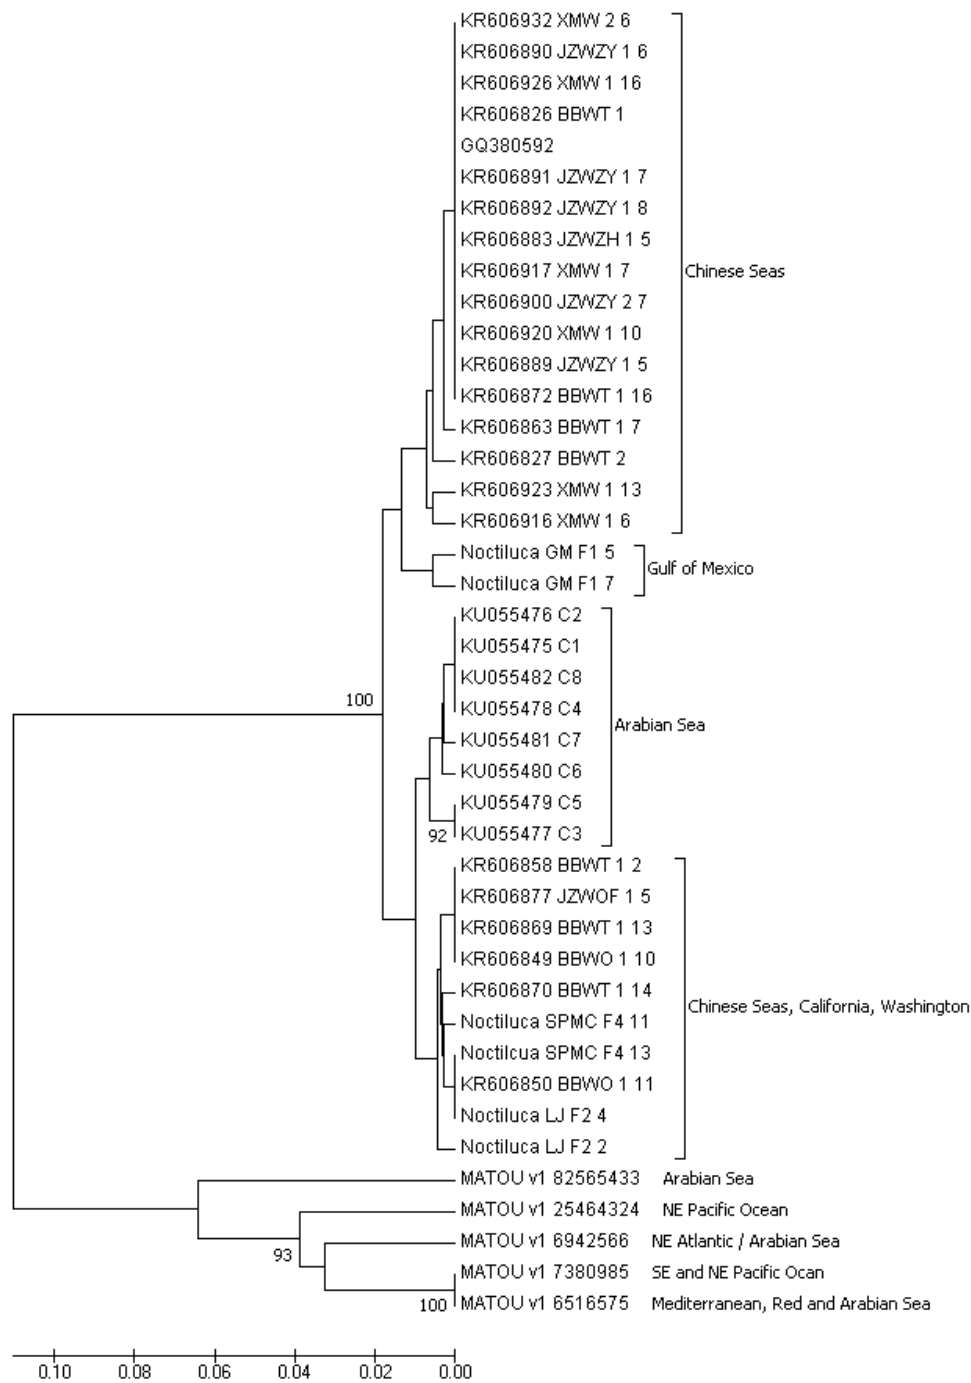 KR606932 XMW 2 6
KR606890 JZWZY 1 6
KR606926 XMW 1 16
KR606826 BBWT 1
GQ380592
KR606891 JZWZY 1 7
KR606892 JZWZY 1 8
KR606883 JZWZH 1 5
KR606917 XMW 1 7
Chinese Seas
KR606900 JZWZY 2 7
KR606920 XMW 1 10
KR606889 JZWZY 1 5
KR606872 BBWT 1 16
KR606863 BBWT 1 7
KR606827 BBWT 2
KR606923 XMW 1 13
KR606916 XMW 1 6
Noctiluca GM F1 5
Gulf of Mexico
Noctiluca GM F1 7
KU055476 C2
KU055475 C1
KU055482 C8
100
KU055478 C4
Arabian Sea
KU055481 C7
KU055480 C6
KU055479 C5
92
KU055477 C3
KR606858 BBWT 1 2
KR606877 JZWOF 1 5
KR606869 BBWT 1 13
KR606849 BBWO 1 10
KR606870 BBWT 1 14
Chinese Seas, California, Washington
Noctiluca SPMC F4 11
Noctilcua SPMC F4 13
KR606850 BBWO 1 11
Noctiluca LJ F2 4
Noctiluca LJ F2 2
MATOU v1 82565433 Arabian Sea
MATOU v1 25464324 NE Pacific Ocean
MATOU v1 6942566 NE Atlantic / Arabian Sea
93
MATOU v1 7380985 SE and NE Pacific Ocan
100
MATOU v1 6516575 Mediterranean, Red and Arabian Sea
0.10 0.08 0.06 0.04 0.02 0.00